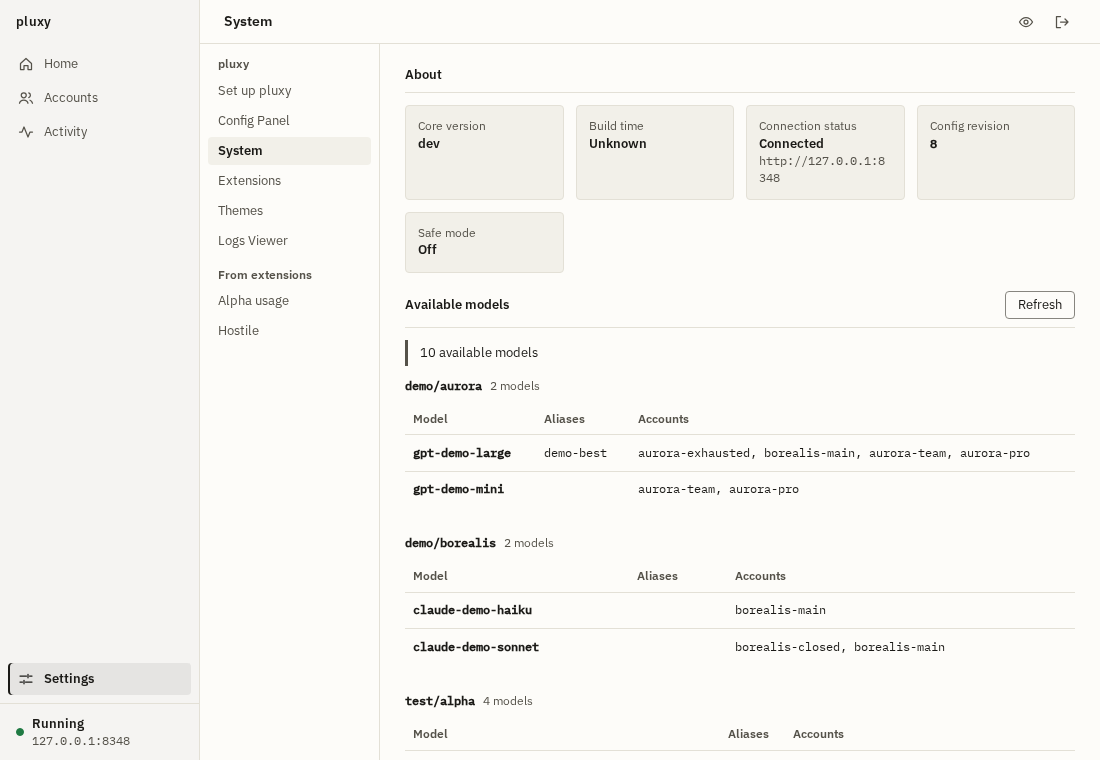 pluxy
Home
Accounts
Activity
Settings
Running
127.0.0.1:8348
System
pluxy
Set up pluxy
Config Panel
System
Extensions
Themes
Logs Viewer
From extensions
Alpha usage
Hostile
About
Core version
dev
Build time
Unknown
Connection status
Connected
http://127.0.0.1:8
348
Config revision
8
Safe mode
Off
Available models
Refresh
10 available models
demo/aurora 2 models
Model Aliases Accounts
gpt-demo-large demo-best aurora-exhausted, borealis-main, aurora-team, aurora-pro
gpt-demo-mini aurora-team, aurora-pro
demo/borealis 2 models
Model Aliases Accounts
claude-demo-haiku borealis-main
claude-demo-sonnet borealis-closed, borealis-main
test/alpha 4 models
Model Aliases Accounts